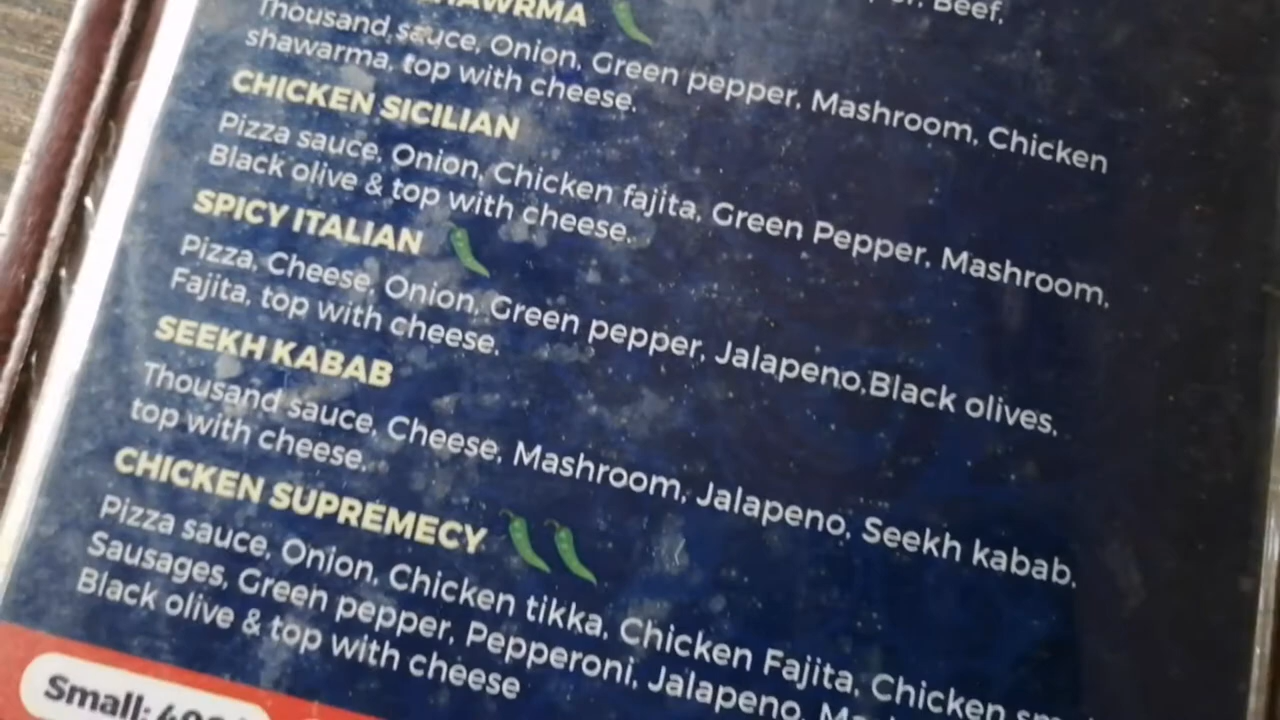 Beef.
Thousand sauce, Onion, Green pepper, Mashroom, Chicken
shawarma, top with cheese.
CHICKEN SICILIAN
Pizza sauce, Onion, Chicken fajita, Green Pepper, Mashroom,
Black olive & top with cheese.
SPICY ITALIAN
Pizza, Cheese, Onion, Green pepper, Jalapeno,Black olives,
Fajita, top with cheese.
SEEKH KABAB
Thousand sauce, Cheese, Mashroom, Jalapeno, Seekh kabab,
top with cheese.
CHICKEN SUPREMECY
Pizza sauce, Onion, Chicken tikka, Chicken Fajita, Chicken
Sausages, Green pepper, Pepperoni, Jalapeno,
Black olive & top with cheese
Small: